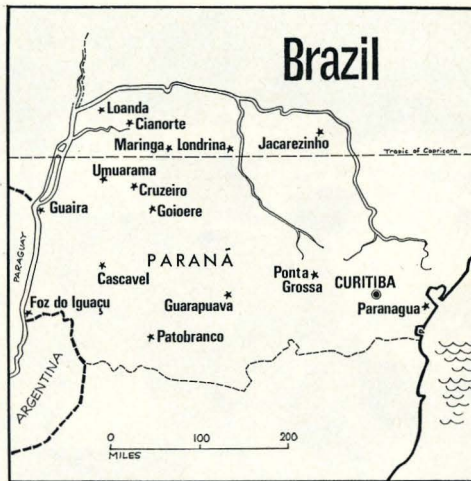 Brazil
Loanda
Cianorte
Maringa
Londrina
Jacarezinho
Tropic of Capricorn
Umuarama
Cruzeiro
Guaira
Goioere
PARAGUAY
PARANÁ
Cascavel
Ponta
Grossa
CURITIBA
Guarapuava
Paranagua
Foz do Iguaçu
Patobranco
ARGENTINA
0 100 200
MILES